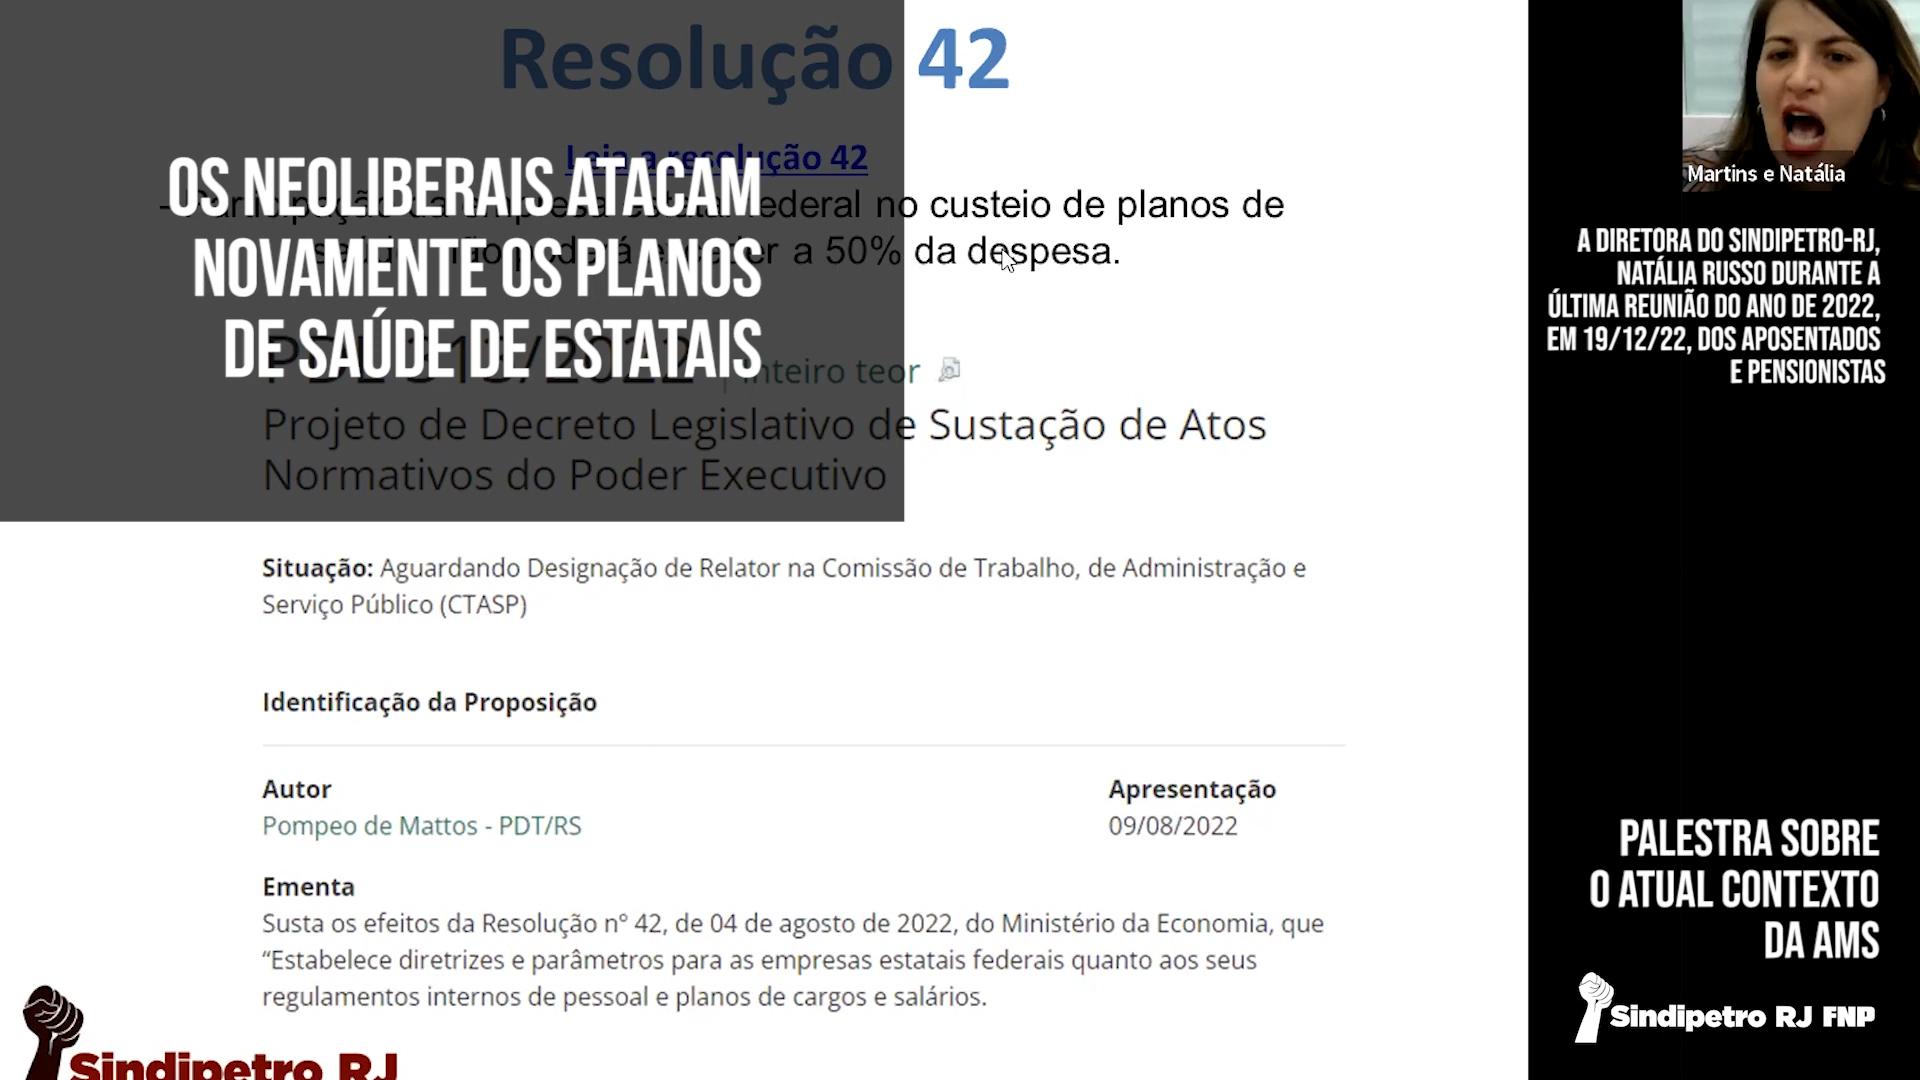 Resolução 42
Leia a resolução 42
OS NEOLIBERAIS ATACAM
NOVAMENTE OS PLANOS
DE SAÚDE DE ESTATAIS
federal no custeio de planos de
a 50% da despesa.
PDL 313/2022 Inteiro teor
Projeto de Decreto Legislativo de Sustação de Atos
Normativos do Poder Executivo
Situação: Aguardando Designação de Relator na Comissão de Trabalho, de Administração e
Serviço Público (CTASP)
Identificação da Proposição
Autor
Pompeo de Mattos - PDT/RS
Apresentação
09/08/2022
Ementa
Susta os efeitos da Resolução nº 42, de 04 de agosto de 2022, do Ministério da Economia, que
“Estabelece diretrizes e parâmetros para as empresas estatais federais quanto aos seus
regulamentos internos de pessoal e planos de cargos e salários.
Sindipetro RJ
Martins e Natália
A DIRETORA DO SINDIPETRO-RJ,
NATÁLIA RUSSO DURANTE A
ÚLTIMA REUNIÃO DO ANO DE 2022,
EM 19/12/22, DOS APOSENTADOS
E PENSIONISTAS
PALESTRA SOBRE
O ATUAL CONTEXTO
DA AMS
Sindipetro RJ FNP